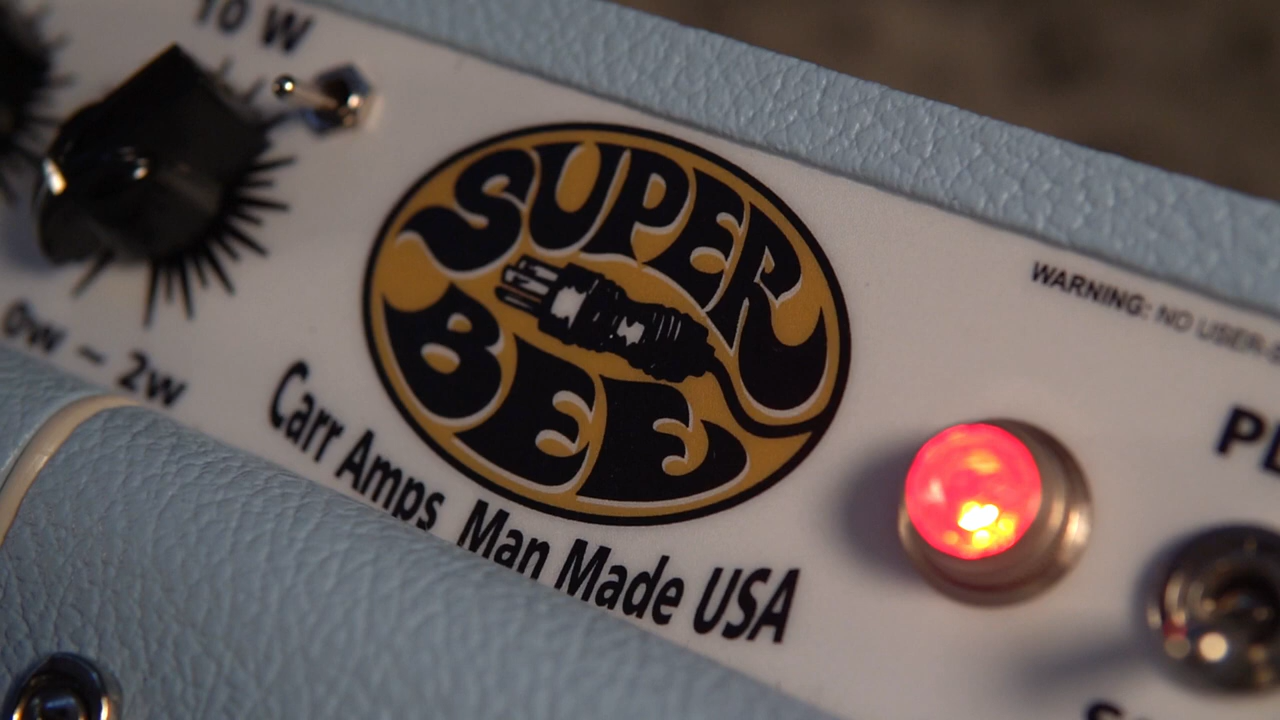 10 W
SUPER
BEE
WARNING: NO USER-
0W – 2W
Carr Amps Man Made USA